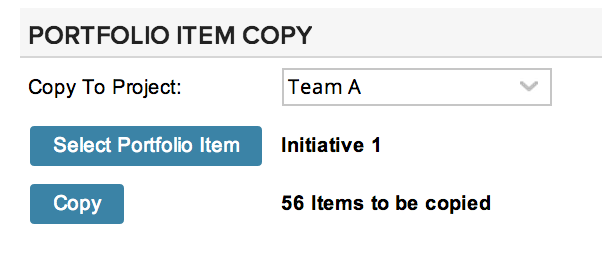 PORTFOLIO ITEM COPY
Copy To Project: Team A
Select Portfolio Item Initiative 1
Copy 56 Items to be copied